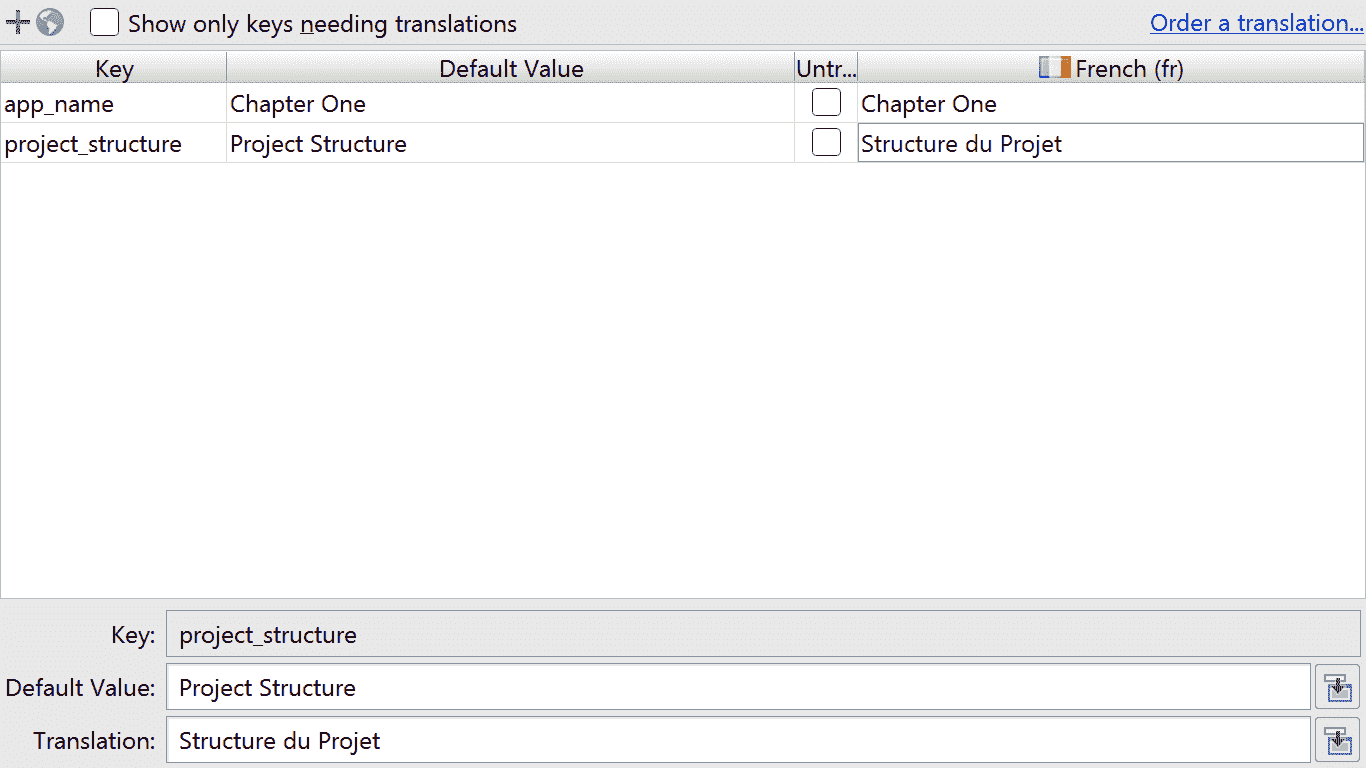 Show only keys needing translations Order a translation...
Key Default Value Untr... French (fr)
app_name Chapter One Chapter One
project_structure Project Structure Structure du Projet
Key: project_structure
Default Value: Project Structure
Translation: Structure du Projet